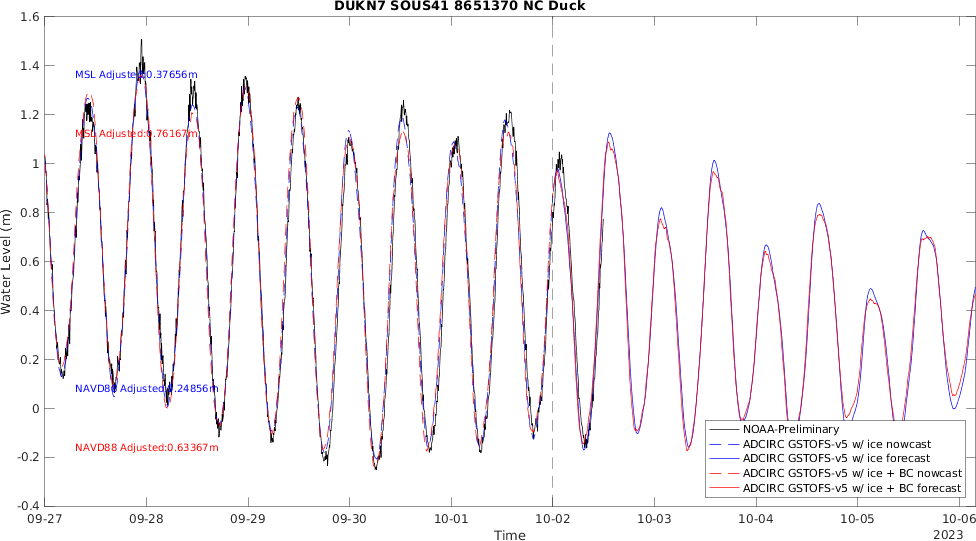 DUKN7 SOUS41 8651370 NC Duck
1.6
1.4
1.2
1
0.8
0.6
0.4
0.2
0
-0.2
-0.4
Water Level (m)
MSL Adjusted:0.37656m
MSL Adjusted:0.76167m
NAVD88 Adjusted:0.24856m
NAVD88 Adjusted:0.63367m
NOAA-Preliminary
ADCIRC GSTOFS-v5 w/ ice nowcast
ADCIRC GSTOFS-v5 w/ ice forecast
ADCIRC GSTOFS-v5 w/ ice + BC nowcast
ADCIRC GSTOFS-v5 w/ ice + BC forecast
09-27 09-28 09-29 09-30 10-01 10-02 10-03 10-04 10-05 10-06
Time
2023